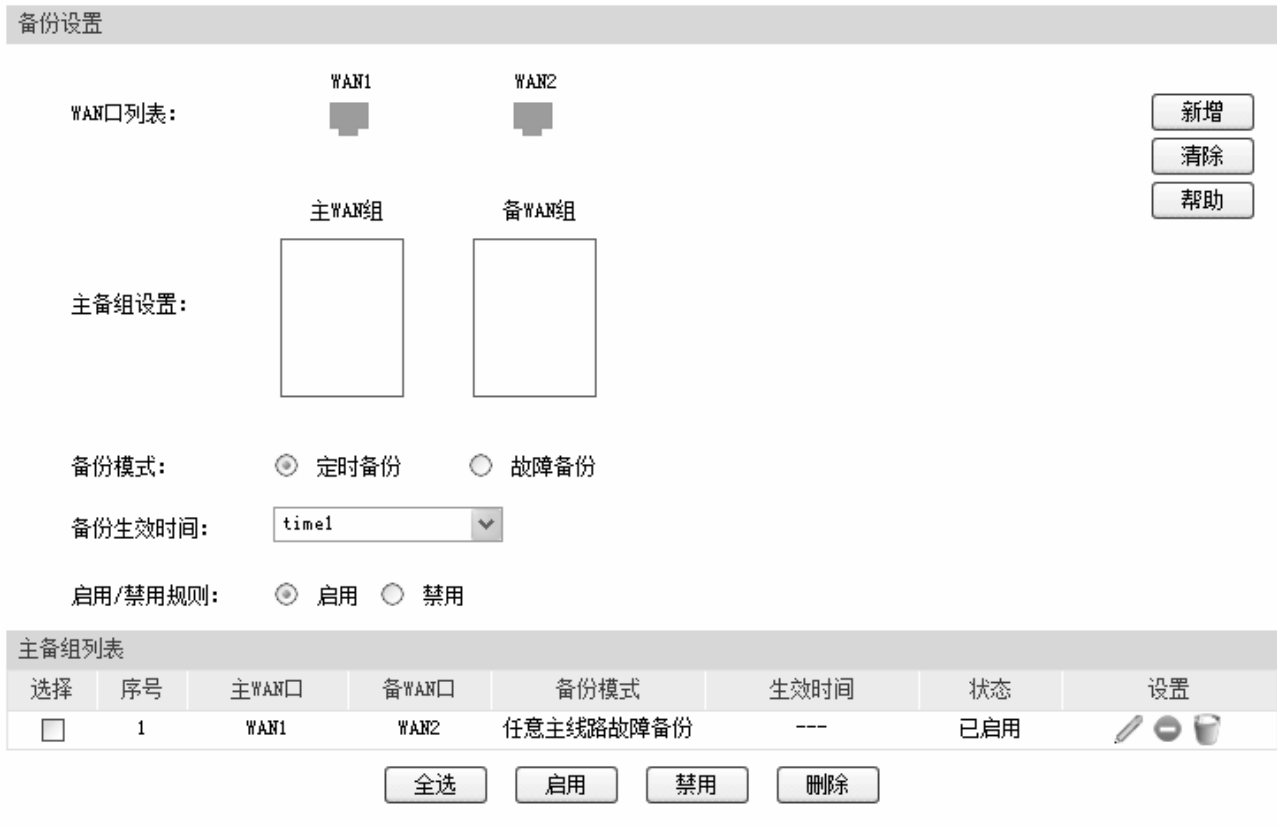 备份设置
WAN1 WAN2
WAN口列表:
新增
清除
帮助
主WAN组 备WAN组
主备组设置:
备份模式: 定时备份 故障备份
备份生效时间: time1
启用/禁用规则: 启用 禁用
主备组列表
选择 序号 主WAN口 备WAN口 备份模式 生效时间 状态 设置
1 WAN1 WAN2 任意主线路故障备份 --- 已启用
全选 启用 禁用 删除